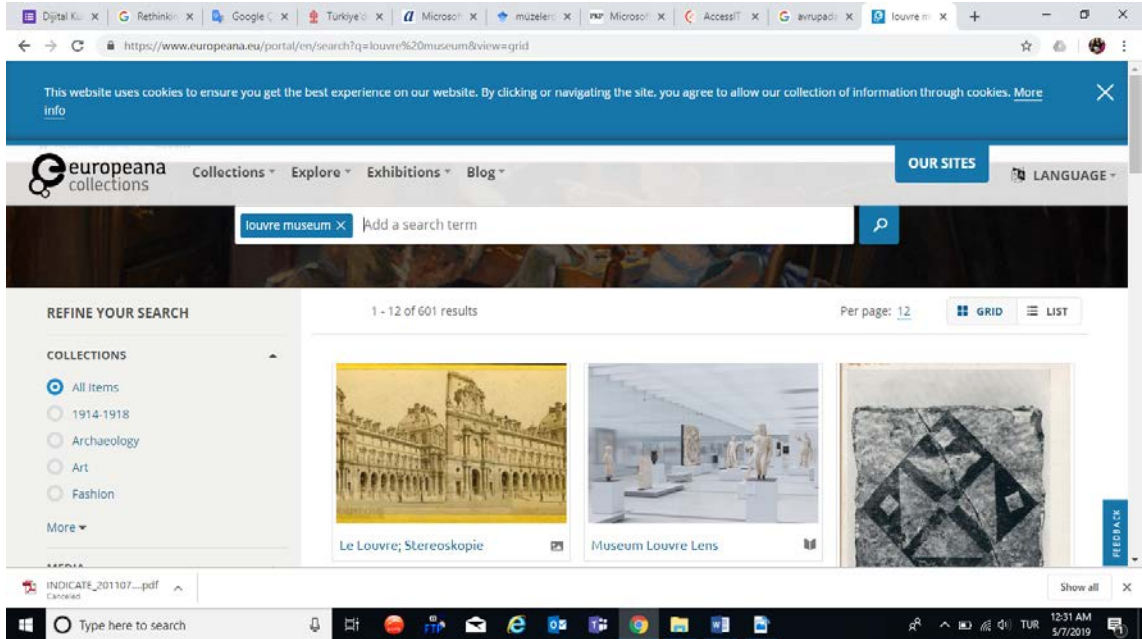 Dijital Ku
Rethinkin
Google Ç
Türkiye'd
Microsof
müzelerd
Microsof
AccessIT
avrupada
louvre m
https://www.europeana.eu/portal/en/search?q=louvre%20museum&view=grid
This website uses cookies to ensure you get the best experience on our website. By clicking or navigating the site, you agree to allow our collection of information through cookies. More
info
europeana
collections
Collections
Explore
Exhibitions
Blog
OUR SITES
LANGUAGE
louvre museum
Add a search term
REFINE YOUR SEARCH
1 - 12 of 601 results
Per page: 12
GRID
LIST
COLLECTIONS
All items
1914-1918
Archaeology
Art
Fashion
More
MEDIA
Le Louvre; Stereoskopie
Museum Louvre Lens
FEEDBACK
INDICATE_201107....pdf
Canceled
Show all
Type here to search
FTP
TUR
12:31 AM
5/7/2019